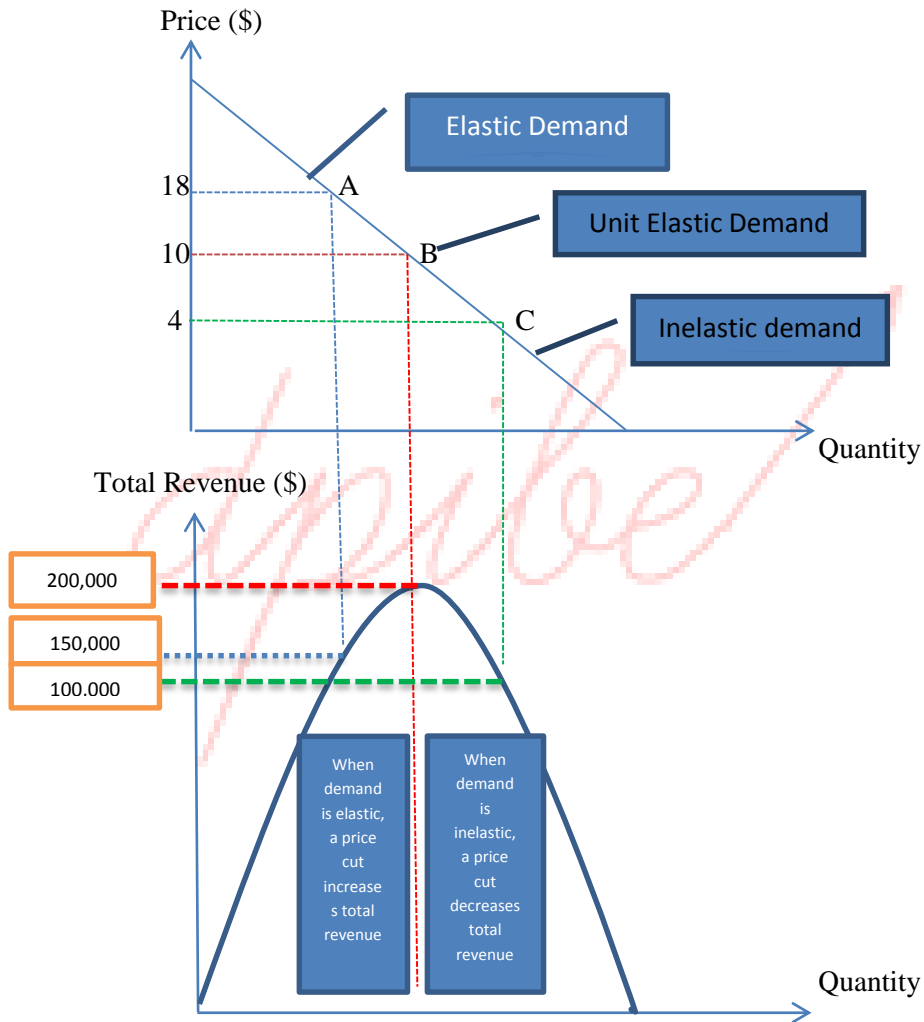 Price ($)
Elastic Demand
18
A
Unit Elastic Demand
10
B
4
C
Inelastic demand
Quantity
Total Revenue ($)
200,000
150,000
100.000
When
demand
is elastic,
a price
cut
increase
s total
revenue
When
demand
is
inelastic,
a price
cut
decreases
total
revenue
Quantity